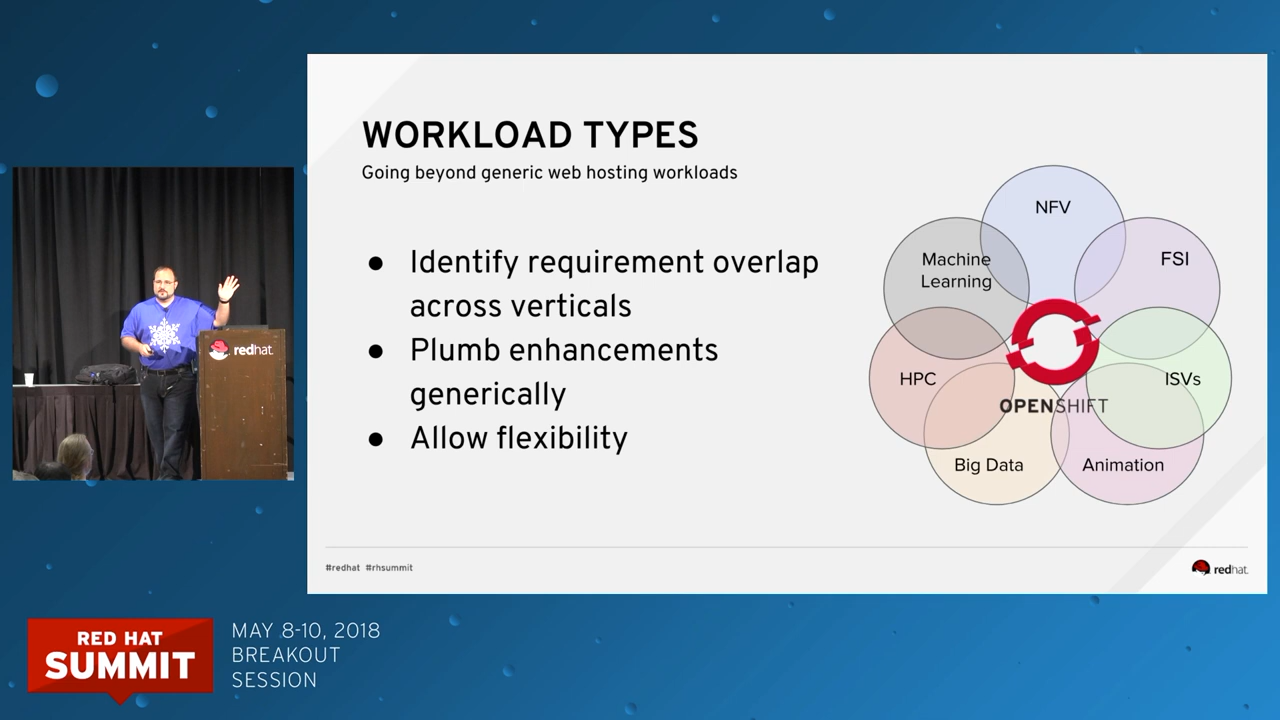 WORKLOAD TYPES
Going beyond generic web hosting workloads
● Identify requirement overlap
across verticals
● Plumb enhancements
generically
● Allow flexibility
NFV
Machine
Learning
FSI
HPC
ISVs
OPENSHIFT
Big Data
Animation
#redhat #rhsummit
redhat.
redhat.
RED HAT
SUMMIT
MAY 8-10, 2018
BREAKOUT
SESSION